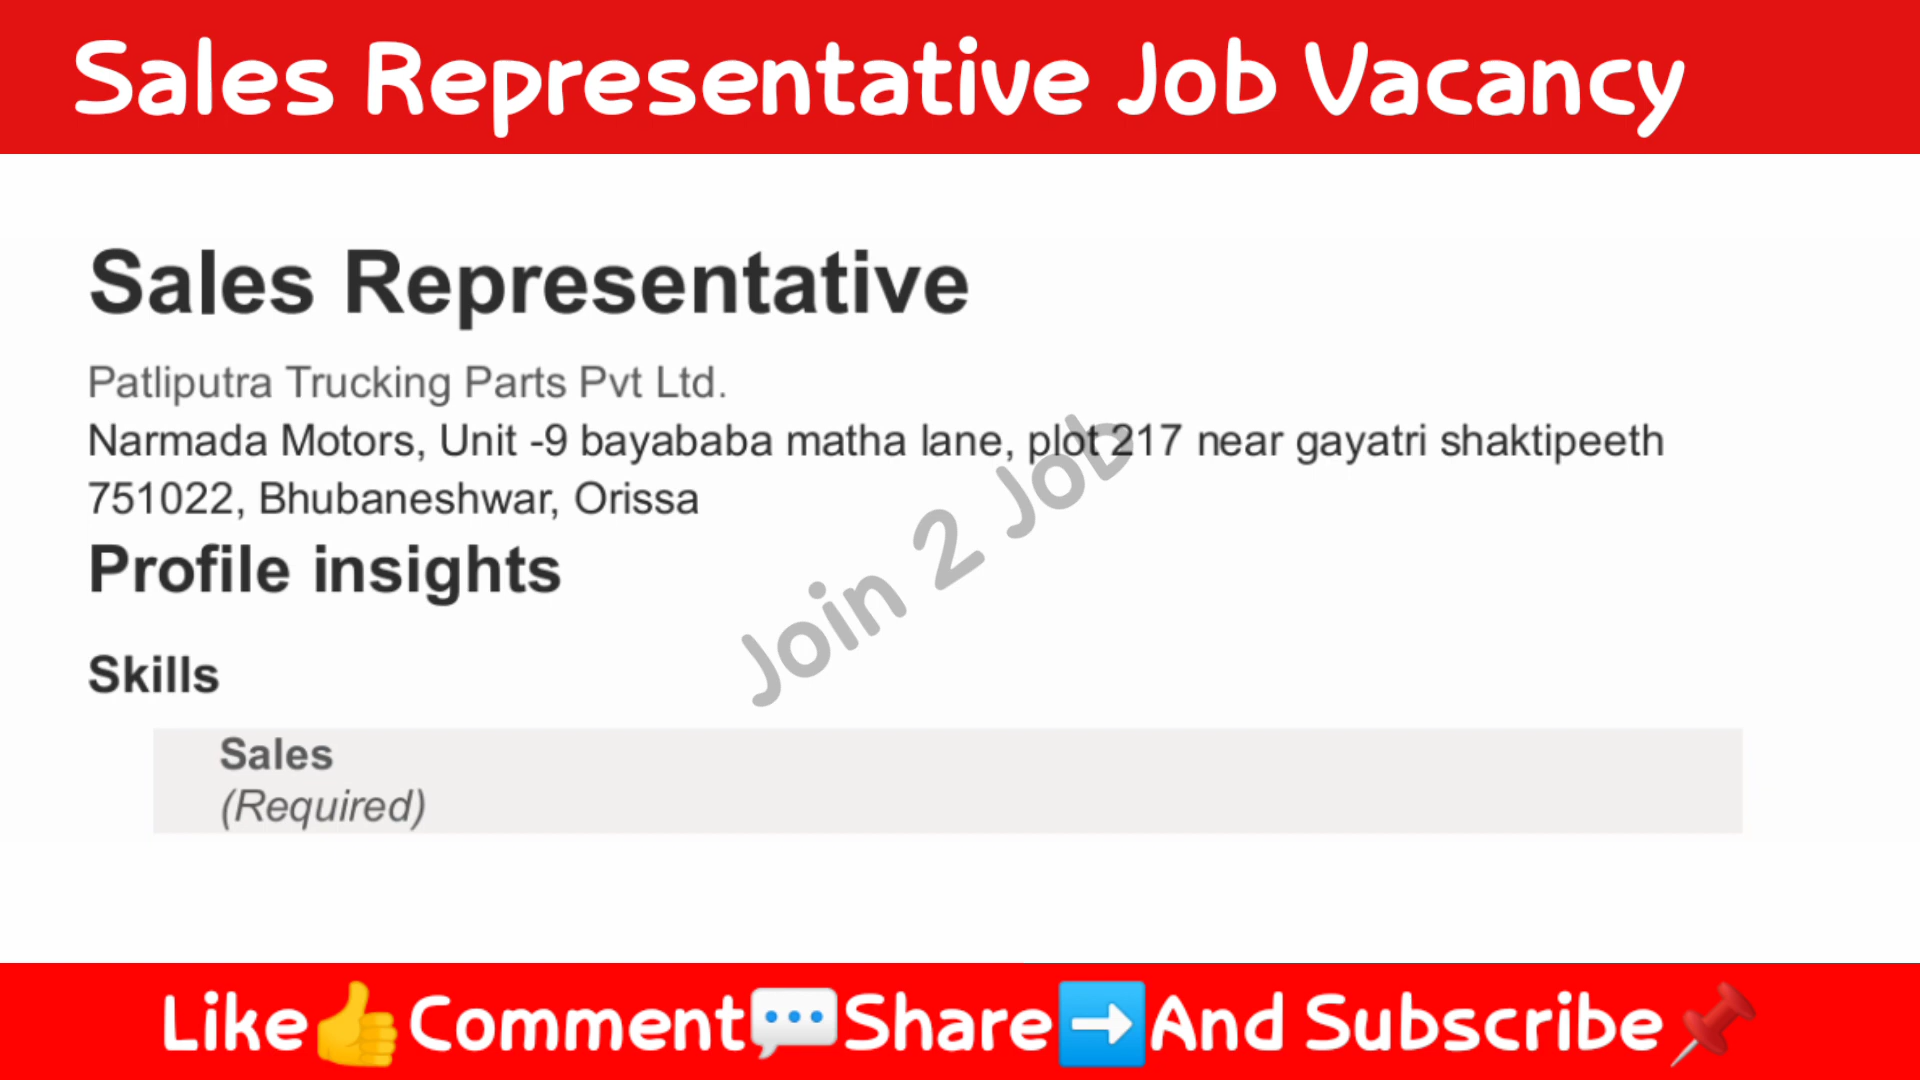 Sales Representative Job Vacancy
Sales Representative
Patliputra Trucking Parts Pvt Ltd.
Narmada Motors, Unit -9 bayababa matha lane, plot 217 near gayatri shaktipeeth
751022, Bhubaneshwar, Orissa
Profile insights
Join 2 Job
Skills
Sales
(Required)
Like👍Comment💬Share➡️And Subscribe📌